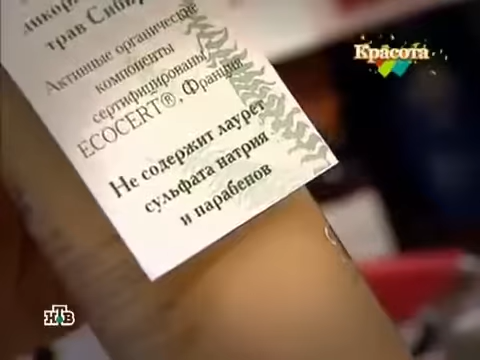 трав Сибир
Активные органические
компоненты
сертифицированы
ECOCERT®, Франция
Не содержит лаурет
сульфата натрия
и парабенов
Красота
НТВ